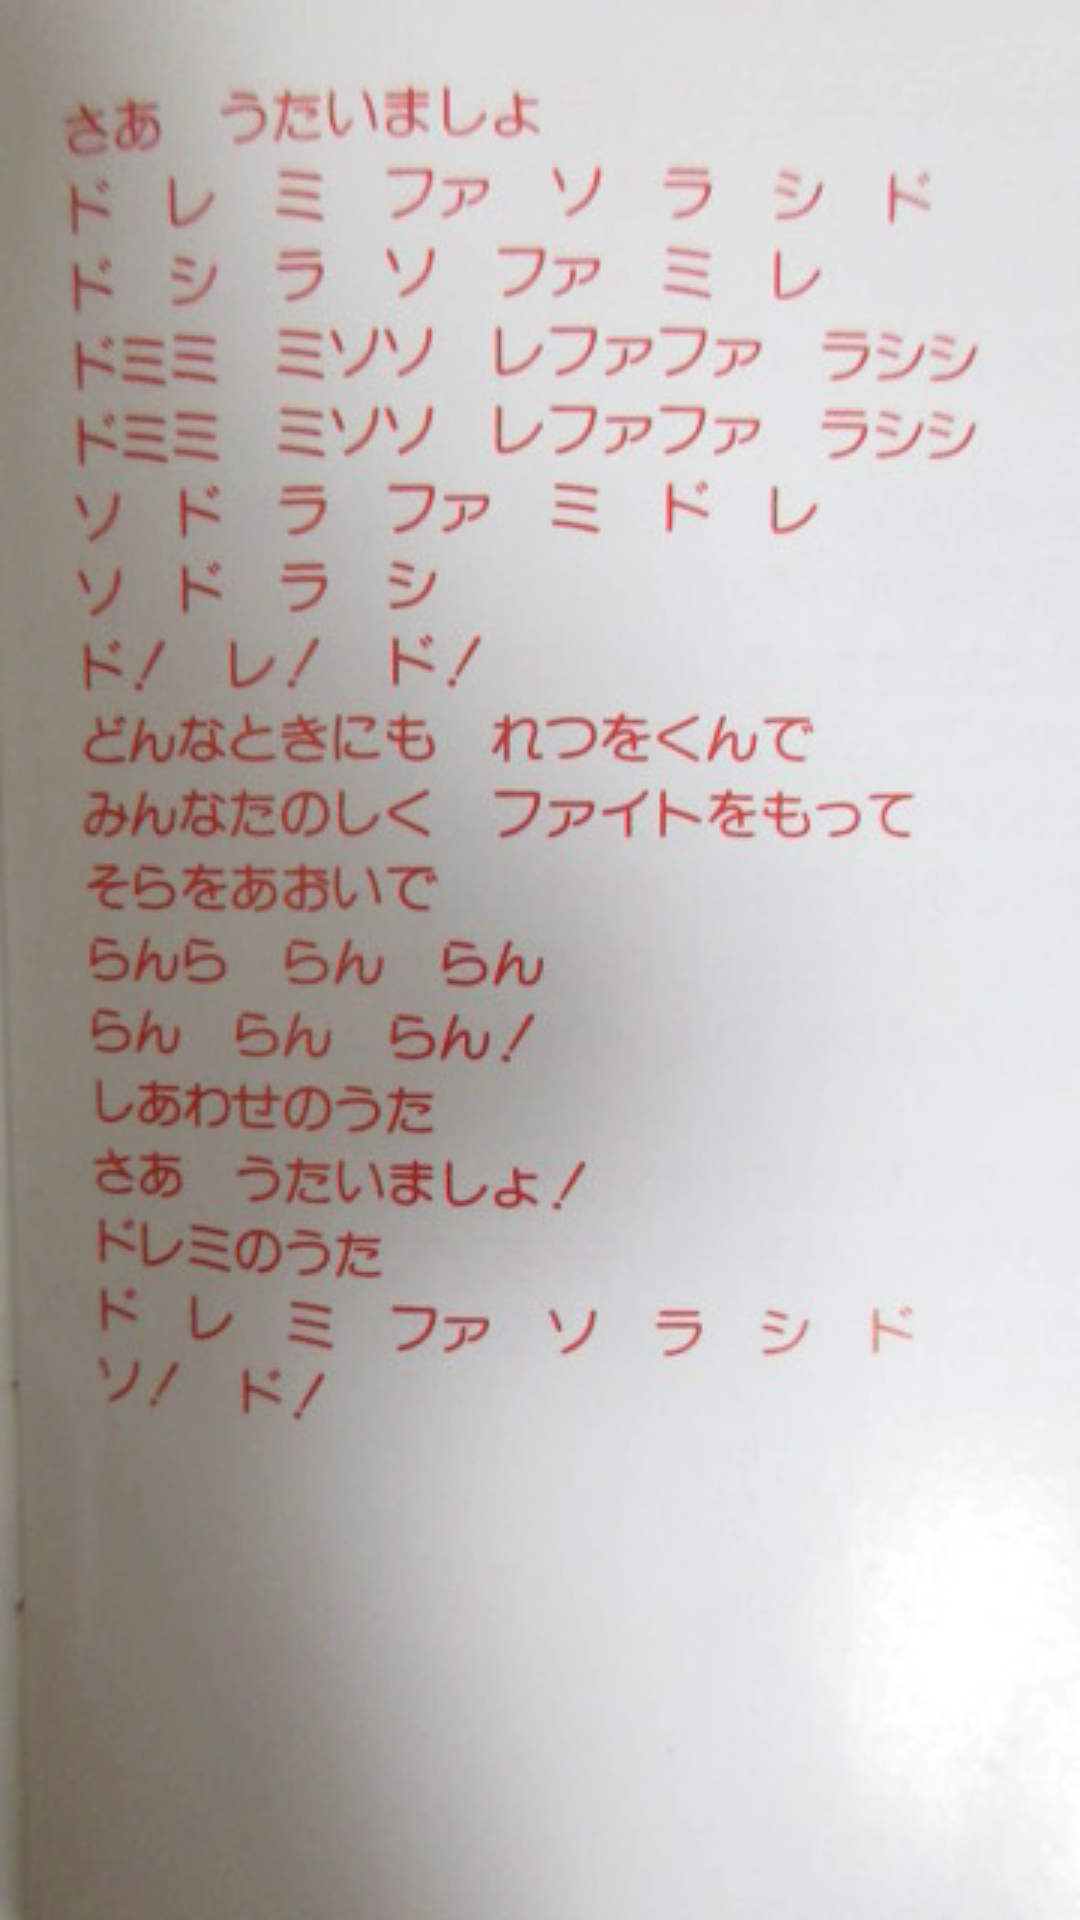 さあ　うたいましょ
ド　レ　ミ　ファ　ソ　ラ　シ　ド
ド　シ　ラ　ソ　ファ　ミ　レ
ドミミ　ミソソ　レファファ　ラシシ
ドミミ　ミソソ　レファファ　ラシシ
ソ　ド　ラ　ファ　ミ　ド　レ
ソ　ド　ラ　シ
ド！　レ！　ド！
どんなときにも　れつをくんで
みんなたのしく　ファイトをもって
そらをあおいで
らんら　らん　らん
らん　らん　らん！
しあわせのうた
さあ　うたいましょ！
ドレミのうた
ド　レ　ミ　ファ　ソ　ラ　シ　ド
ソ！　ド！